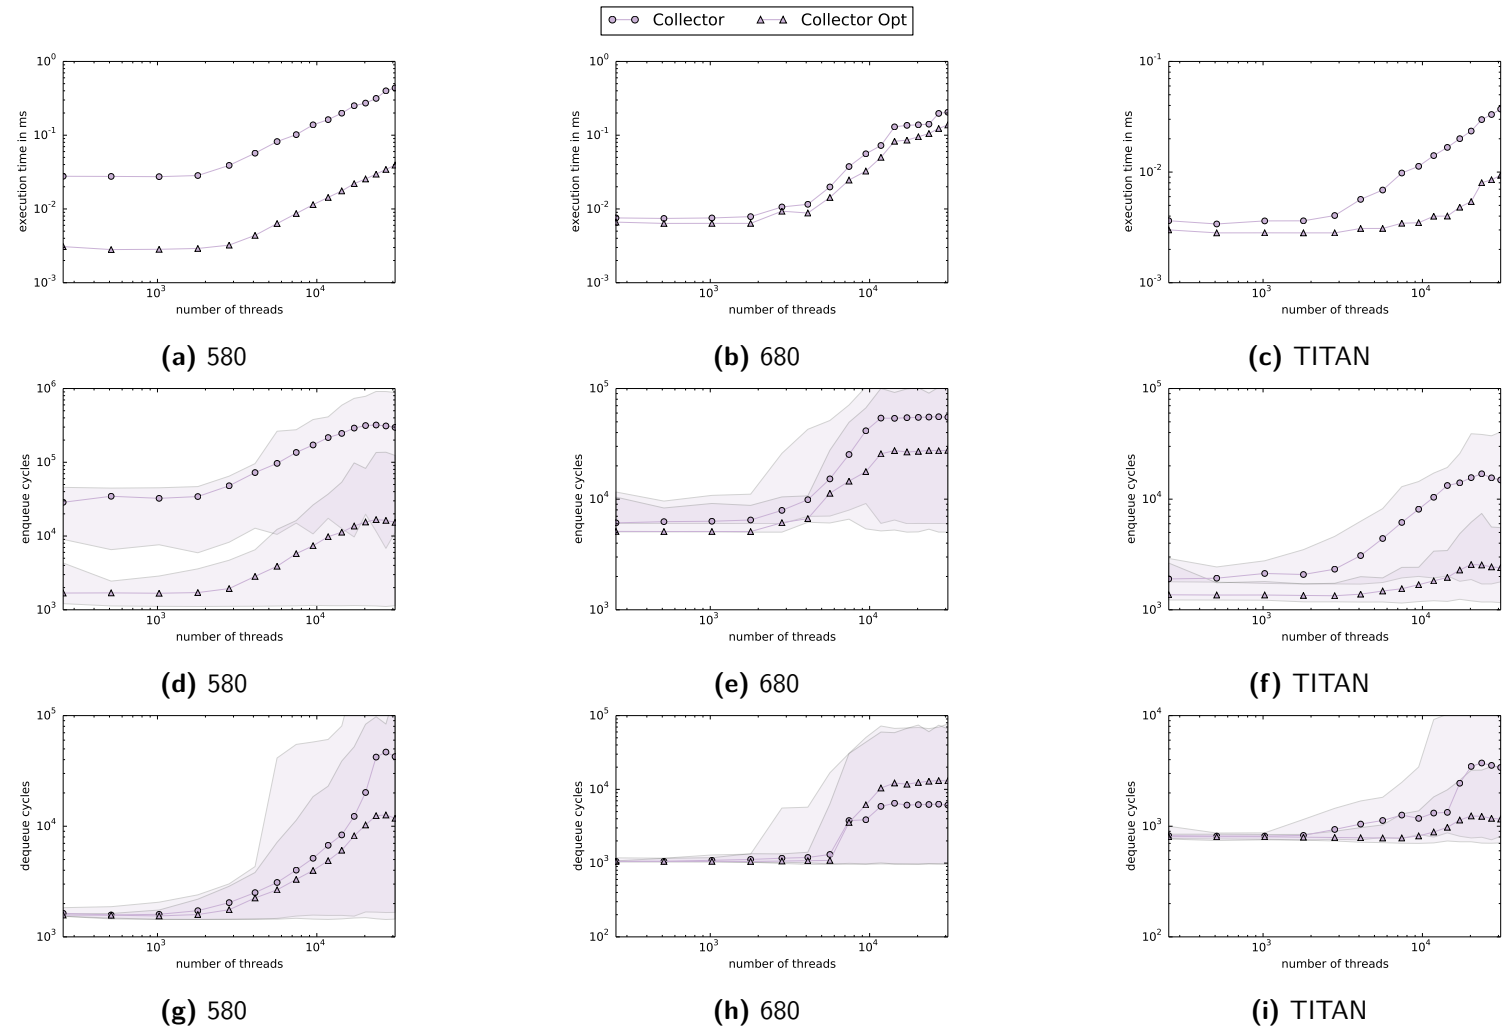 Collector Collector Opt
execution time in ms
10^0
10^-1
10^-2
10^-3
10^3 10^4
number of threads
(a) 580
execution time in ms
10^0
10^-1
10^-2
10^-3
10^3 10^4
number of threads
(b) 680
execution time in ms
10^-1
10^-2
10^-3
10^3 10^4
number of threads
(c) TITAN
enqueue cycles
10^6
10^5
10^4
10^3
10^3 10^4
number of threads
(d) 580
enqueue cycles
10^5
10^4
10^3
10^3 10^4
number of threads
(e) 680
enqueue cycles
10^5
10^4
10^3
10^3 10^4
number of threads
(f) TITAN
dequeue cycles
10^5
10^4
10^3
10^3 10^4
number of threads
(g) 580
dequeue cycles
10^5
10^4
10^3
10^2
10^3 10^4
number of threads
(h) 680
dequeue cycles
10^4
10^3
10^2
10^3 10^4
number of threads
(i) TITAN